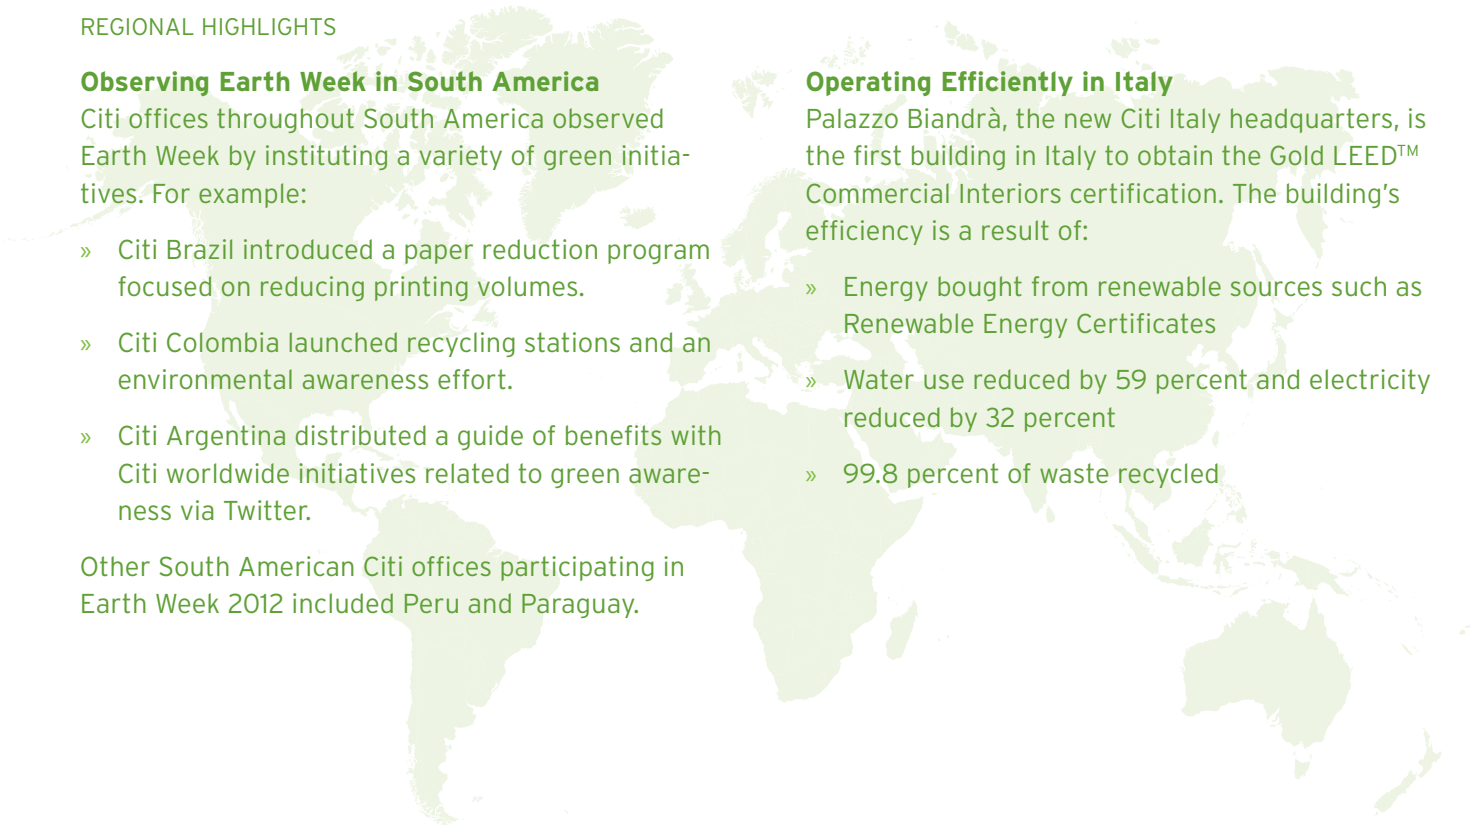 REGIONAL HIGHLIGHTS
Observing Earth Week in South America
Citi offices throughout South America observed
Earth Week by instituting a variety of green initia-
tives. For example:
» Citi Brazil introduced a paper reduction program
focused on reducing printing volumes.
» Citi Colombia launched recycling stations and an
environmental awareness effort.
» Citi Argentina distributed a guide of benefits with
Citi worldwide initiatives related to green aware-
ness via Twitter.
Other South American Citi offices participating in
Earth Week 2012 included Peru and Paraguay.
Operating Efficiently in Italy
Palazzo Biandrà, the new Citi Italy headquarters, is
the first building in Italy to obtain the Gold LEED™
Commercial Interiors certification. The building’s
efficiency is a result of:
» Energy bought from renewable sources such as
Renewable Energy Certificates
» Water use reduced by 59 percent and electricity
reduced by 32 percent
» 99.8 percent of waste recycled